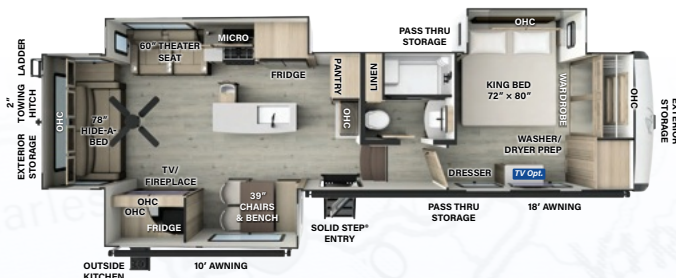 PASS THRU
STORAGE
OHC
60" THEATER
SEAT
MICRO
FRIDGE
PANTRY
LINEN
OHC
KING BED
72" × 80"
WARDROBE
OHC
EXTERIOR
STORAGE
LADDER
2"
TOWING
HITCH
EXTERIOR
STORAGE
OHC
78"
HIDE-A-
BED
TV/
FIREPLACE
OHC
OHC
FRIDGE
39"
CHAIRS
& BENCH
WASHER/
DRYER PREP
DRESSER
TV Opt.
SOLID STEP®
ENTRY
PASS THRU
STORAGE
18' AWNING
OUTSIDE
KITCHEN
10' AWNING